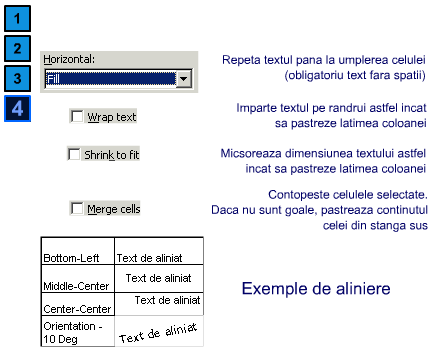 1
2
3
4
Horizontal:
Fill
Repeta textul pana la umplerea celulei
(obligatoriu text fara spatii)
Wrap text
Imparte textul pe randrui astfel incat
sa pastreze latimea coloanei
Shrink to fit
Micsoreaza dimensiunea textului astfel
incat sa pastreze latimea coloanei
Merge cells
Contopeste celulele selectate.
Daca nu sunt goale, pastreaza continutul
celei din stanga sus
Bottom-Left Text de aliniat
Middle-Center Text de aliniat
Center-Center Text de aliniat
Orientation -
10 Deg Text de aliniat
Exemple de aliniere